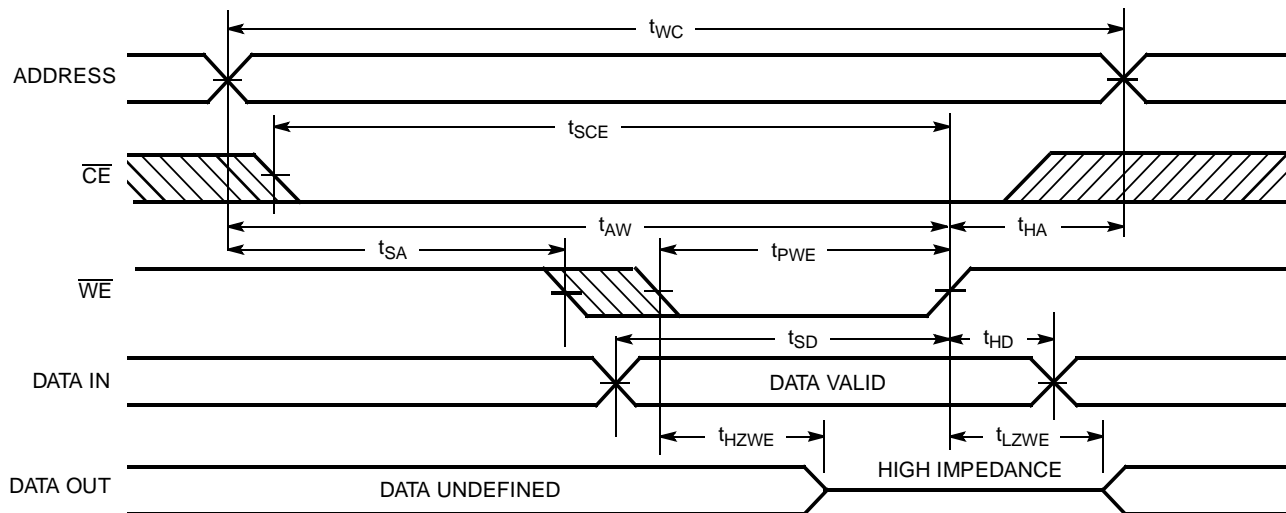 tWC
ADDRESS
tSCE
CE
tAW
tHA
tSA
tPWE
WE
tSD
tHD
DATA IN
DATA VALID
tHZWE
tLZWE
HIGH IMPEDANCE
DATA OUT
DATA UNDEFINED